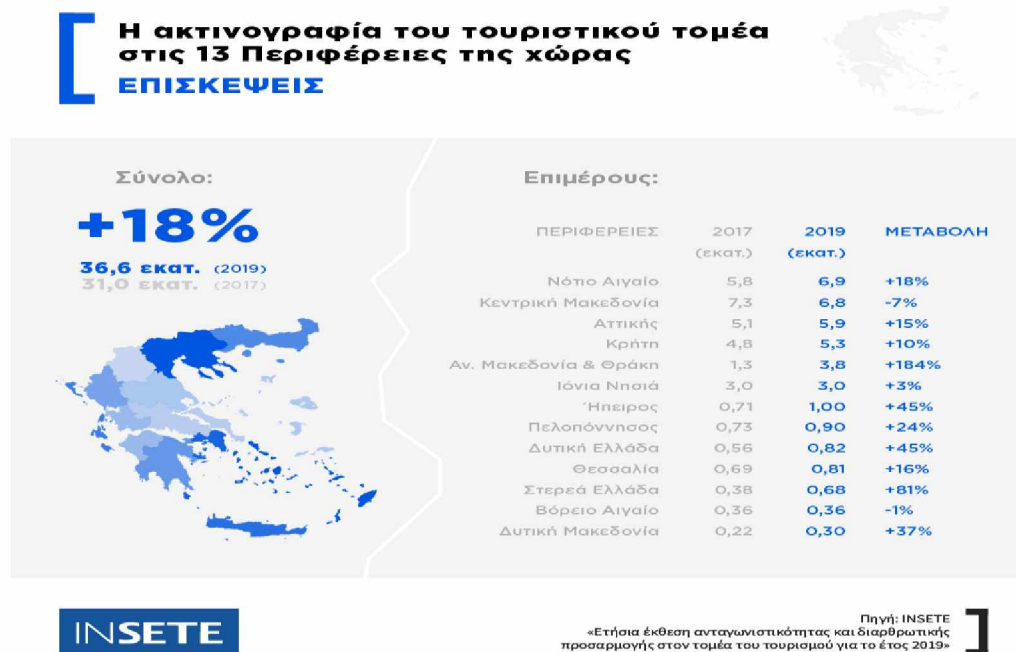 Η ακτινογραφία του τουριστικού τομέα
στις 13 Περιφέρειες της χώρας
ΕΠΙΣΚΕΨΕΙΣ
Σύνολο:
+18%
36,6 εκατ. (2019)
31,0 εκατ. (2017)
Επιμέρους:
ΠΕΡΙΦΕΡΕΙΕΣ 2017 2019 ΜΕΤΑΒΟΛΗ
(εκατ.) (εκατ.)
Νότιο Αιγαίο 5,8 6,9 +18%
Κεντρική Μακεδονία 7,3 6,8 -7%
Αττικής 5,1 5,9 +15%
Κρήτη 4,8 5,3 +10%
Αν. Μακεδονία & Θράκη 1,3 3,8 +184%
Ιόνια Νησιά 3,0 3,0 +3%
Ήπειρος 0,71 1,00 +45%
Πελοπόννησος 0,73 0,90 +24%
Δυτική Ελλάδα 0,56 0,82 +45%
Θεσσαλία 0,69 0,81 +16%
Στερεά Ελλάδα 0,38 0,68 +81%
Βόρειο Αιγαίο 0,36 0,36 -1%
Δυτική Μακεδονία 0,22 0,30 +37%
INSETE
Πηγή: INSETE
«Ετήσια έκθεση ανταγωνιστικότητας και διαρθρωτικής
προσαρμογής στον τομέα του τουρισμού για το έτος 2019»